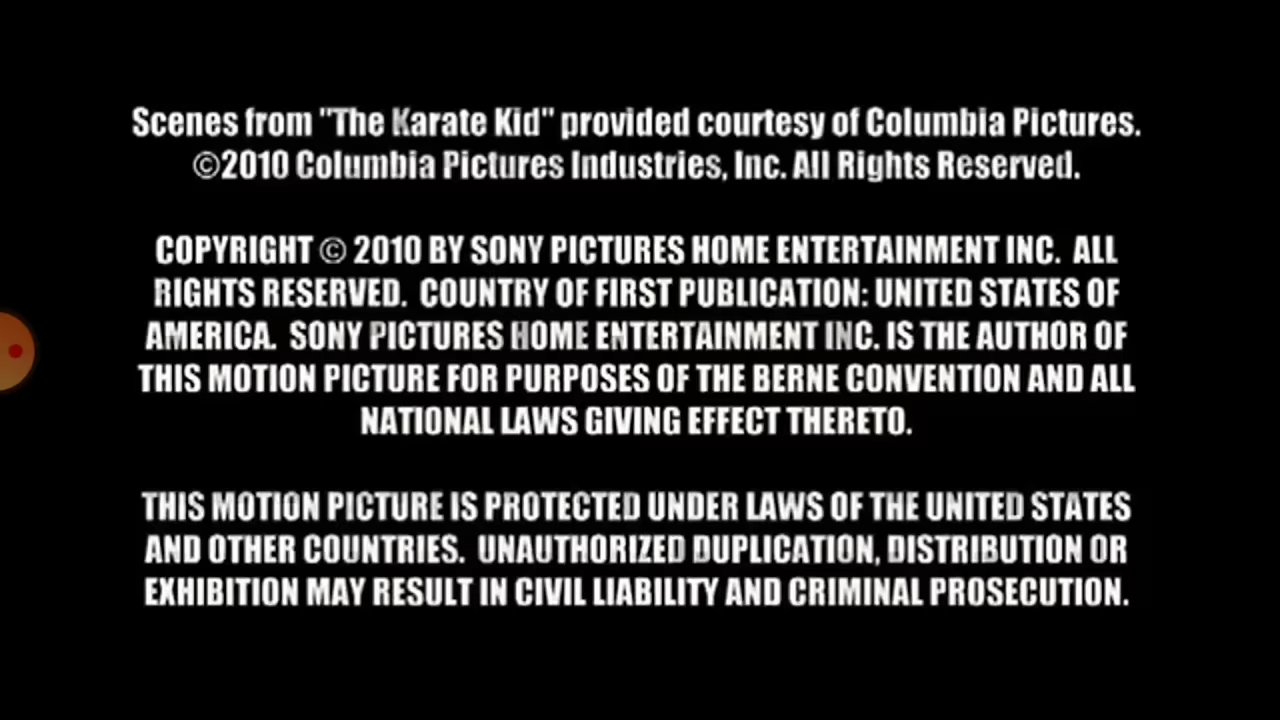 Scenes from "The Karate Kid" provided courtesy of Columbia Pictures.
©2010 Columbia Pictures Industries, Inc. All Rights Reserved.
COPYRIGHT © 2010 BY SONY PICTURES HOME ENTERTAINMENT INC. ALL
RIGHTS RESERVED. COUNTRY OF FIRST PUBLICATION: UNITED STATES OF
AMERICA. SONY PICTURES HOME ENTERTAINMENT INC. IS THE AUTHOR OF
THIS MOTION PICTURE FOR PURPOSES OF THE BERNE CONVENTION AND ALL
NATIONAL LAWS GIVING EFFECT THERETO.
THIS MOTION PICTURE IS PROTECTED UNDER LAWS OF THE UNITED STATES
AND OTHER COUNTRIES. UNAUTHORIZED DUPLICATION, DISTRIBUTION OR
EXHIBITION MAY RESULT IN CIVIL LIABILITY AND CRIMINAL PROSECUTION.